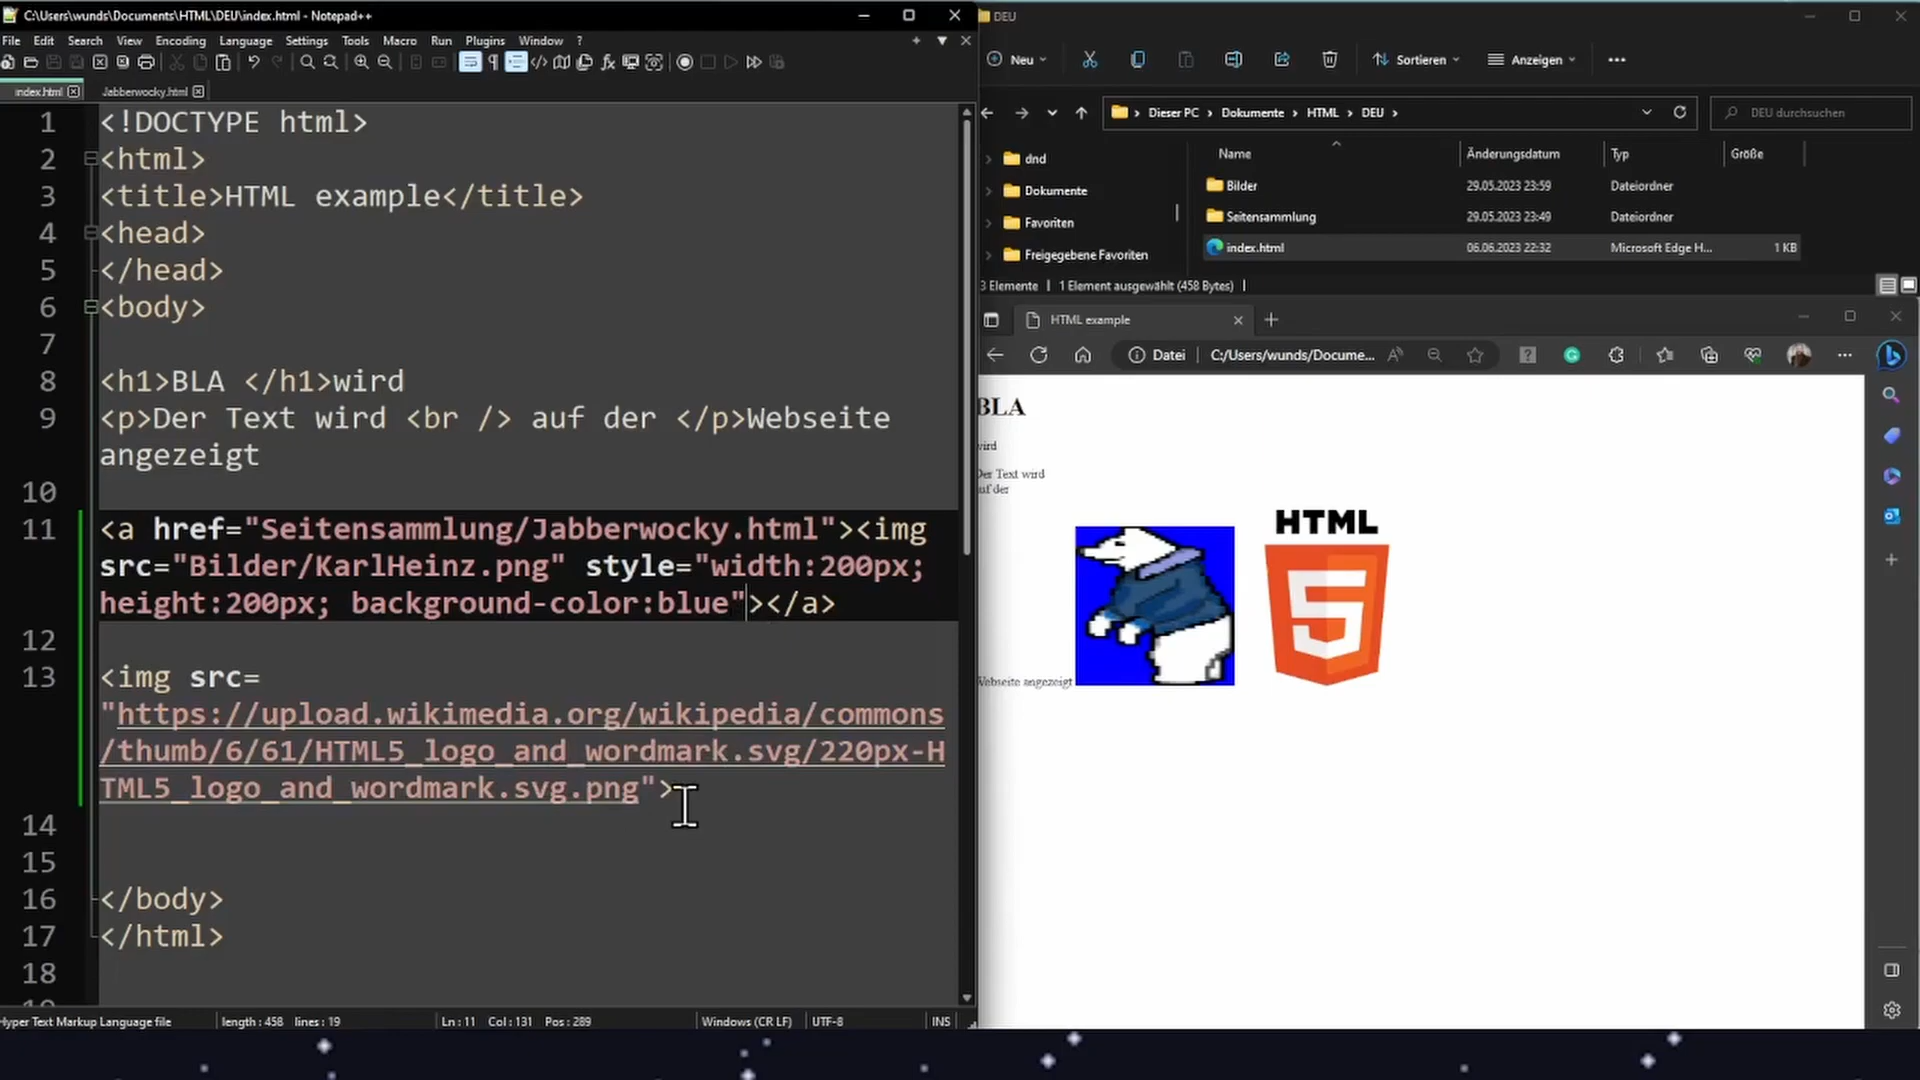 C:\Users\wunds\Documents\HTML\DEU\index.html - Notepad++
File Edit Search View Encoding Language Settings Tools Macro Run Plugins Window ?
index.html Jabberwocky.html
1 <!DOCTYPE html>
2 <html>
3 <title>HTML example</title>
4 <head>
5 </head>
6 <body>
7
8 <h1>BLA </h1>wird
9 <p>Der Text wird <br /> auf der </p>Webseite
angezeigt
10
11 <a href="Seitensammlung/Jabberwocky.html"><img
src="Bilder/KarlHeinz.png" style="width:200px;
height:200px; background-color:blue"></a>
12
13 <img src=
"https://upload.wikimedia.org/wikipedia/commons
/thumb/6/61/HTML5_logo_and_wordmark.svg/220px-H
TML5_logo_and_wordmark.svg.png">
14
15
16 </body>
17 </html>
18
Hyper Text Markup Language file length : 458 lines : 19 Ln : 11 Col : 131 Pos : 289 Windows (CR LF) UTF-8 INS
DEU
Neu Sortieren Anzeigen
Dieser PC Dokumente HTML DEU DEU durchsuchen
Name Änderungsdatum Typ Größe
dnd
Dokumente
Favoriten
Freigegebene Favoriten
Bilder 29.05.2023 23:59 Dateiordner
Seitensammlung 29.05.2023 23:49 Dateiordner
index.html 06.06.2023 22:32 Microsoft Edge H... 1 KB
3 Elemente 1 Element ausgewählt (458 Bytes)
HTML example
Datei C:/Users/wunds/Docume...
BLA
wird
Der Text wird
auf der
Webseite angezeigt
HTML
5